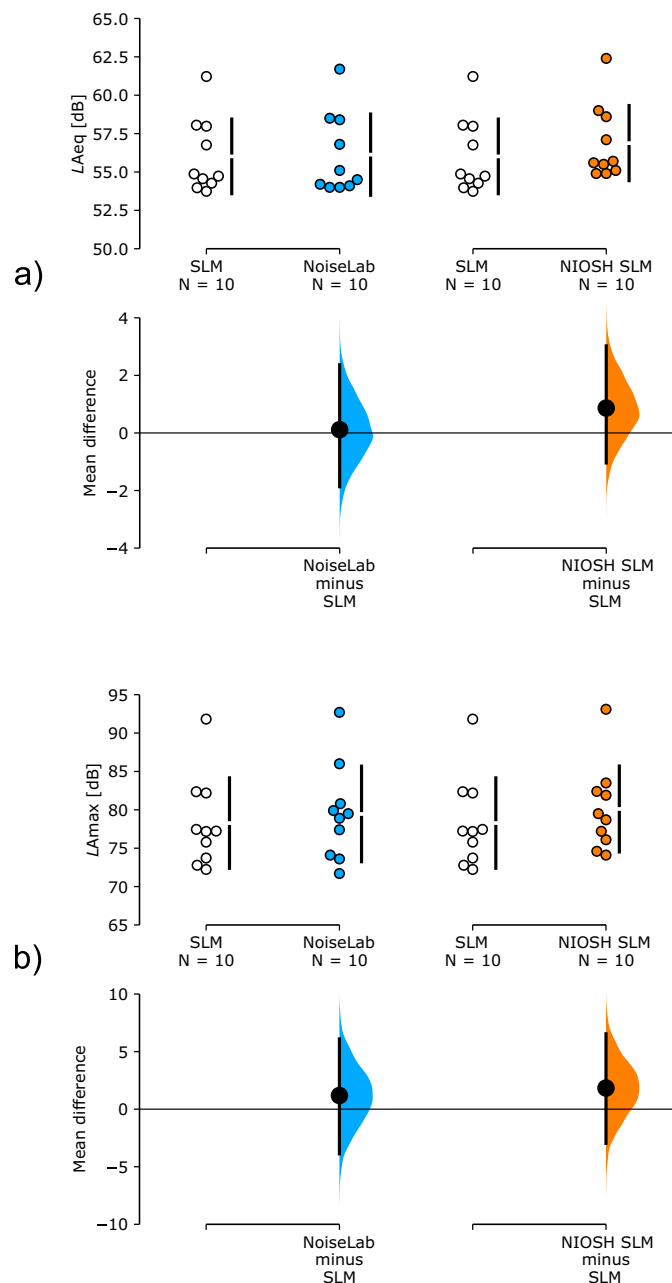 62.5
60.0
57.5
55.0
52.5
50.0
LAeq [dB]
SLM
N = 10
NoiseLab
N = 10
SLM
N = 10
NIOSH SLM
N = 10
a)
4
2
0
−2
−4
Mean difference
NoiseLab
minus
SLM
NIOSH SLM
minus
SLM
95
90
85
80
75
70
65
LAmax [dB]
SLM
N = 10
NoiseLab
N = 10
SLM
N = 10
NIOSH SLM
N = 10
b)
10
5
0
−5
−10
Mean difference
NoiseLab
minus
SLM
NIOSH SLM
minus
SLM